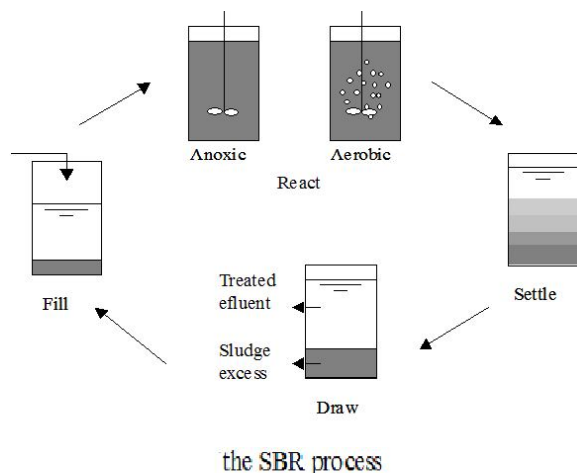 Anoxic
Aerobic
React
Fill
Settle
Treated
efluent
Sludge
excess
Draw
the SBR process